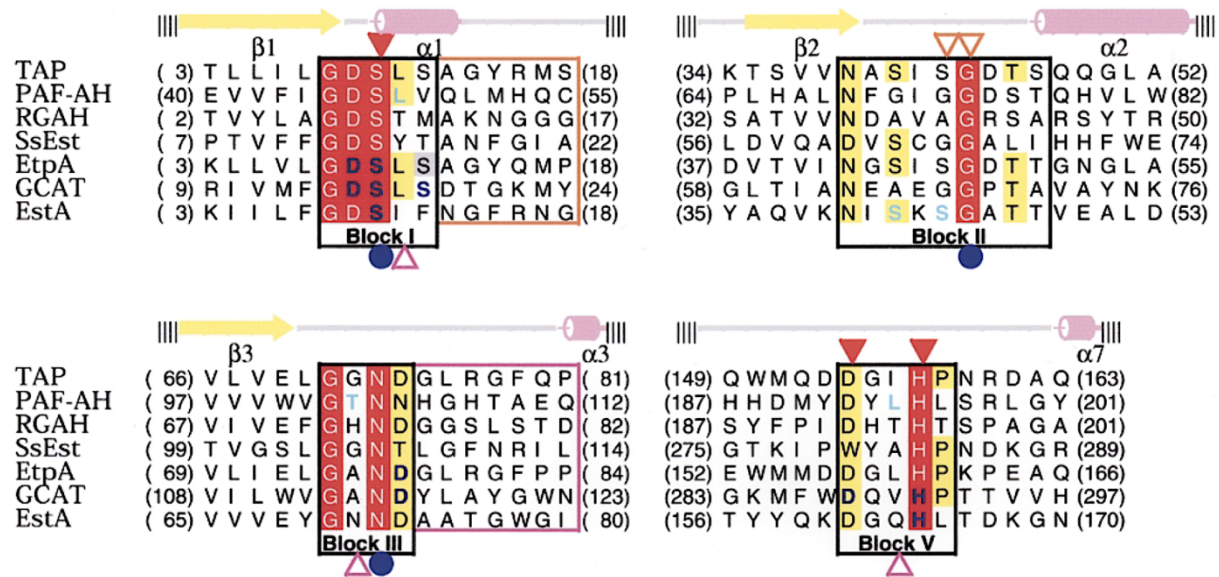 β1 α1 β2 α2
TAP ( 3) T L L I L G D S L S A G Y R M S (18) (34) K T S V V N A S I S G D T S Q Q G L A (52)
PAF-AH (40) E V V F I G D S L V Q L M H Q C (55) (64) P L H A L N F G I G G D S T Q H V L W (82)
RGAH ( 2) T V Y L A G D S T M A K N G G G (17) (32) S A T V V N D A V A G R S A R S Y T R (50)
SsEst ( 7) P T V F F G D S Y T A N F G I A (22) (56) L D V Q A D V S C G G A L I H H F W E (74)
EtpA ( 3) K L L V L G D S L S A G Y Q M P (18) (37) D V T V I N G S I S G D T T G N G L A (55)
GCAT ( 9) R I V M F G D S L S D T G K M Y (24) (58) G L T I A N E A E G G P T A V A Y N K (76)
EstA ( 3) K I I L F G D S I F N G F R N G (18) (35) Y A Q V K N I S K S G A T T V E A L D (53)
Block I Block II
β3 α3 α7
TAP ( 66) V L V E L G G N D G L R G F Q P ( 81) (149) Q W M Q D D G I H P N R D A Q (163)
PAF-AH ( 97) V V V W V G T N N H G H T A E Q (112) (187) H H D M Y D Y L H L S R L G Y (201)
RGAH ( 67) V I V E F G H N D G G S L S T D ( 82) (187) S Y F P I D H T H T S P A G A (201)
SsEst ( 99) T V G S L G G N T L G F N R I L (114) (275) G T K I P W Y A H P N D K G R (289)
EtpA ( 69) V L I E L G A N D G L R G F P P ( 84) (152) E W M M D D G L H P K P E A Q (166)
GCAT (108) V I L W V G A N D Y L A Y G W N (123) (283) G K M F W D Q V H P T T V V H (297)
EstA ( 65) V V V E Y G N N D A A T G W G I ( 80) (156) T Y Y Q K D G Q H L T D K G N (170)
Block III Block V